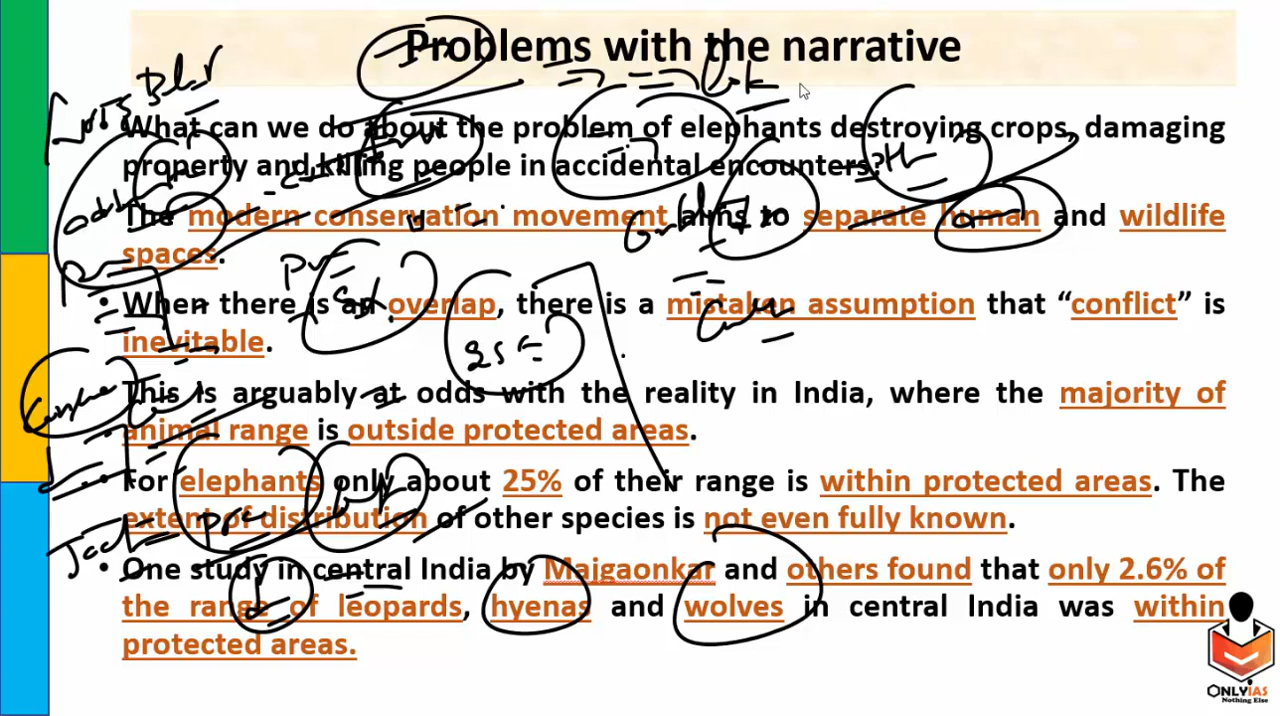 Problems with the narrative
• What can we do about the problem of elephants destroying crops, damaging
property and killing people in accidental encounters?
• The modern conservation movement aims to separate human and wildlife
spaces.
• When there is an overlap, there is a mistaken assumption that “conflict” is
inevitable.
• This is arguably at odds with the reality in India, where the majority of
animal range is outside protected areas.
• For elephants only about 25% of their range is within protected areas. The
extent of distribution of other species is not even fully known.
• One study in central India by Majgaonkar and others found that only 2.6% of
the range of leopards, hyenas and wolves in central India was within
protected areas.
ONLYIAS
Nothing Else